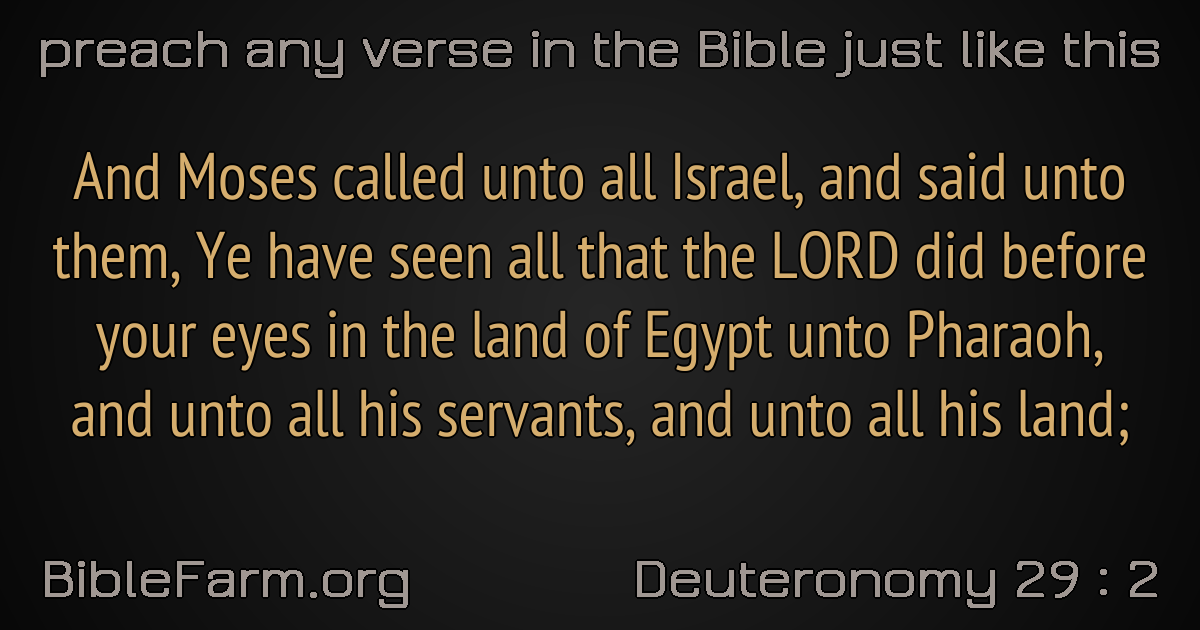 preach any verse in the Bible just like this
And Moses called unto all Israel, and said unto
them, Ye have seen all that the LORD did before
your eyes in the land of Egypt unto Pharaoh,
and unto all his servants, and unto all his land;
BibleFarm.org
Deuteronomy 29 : 2